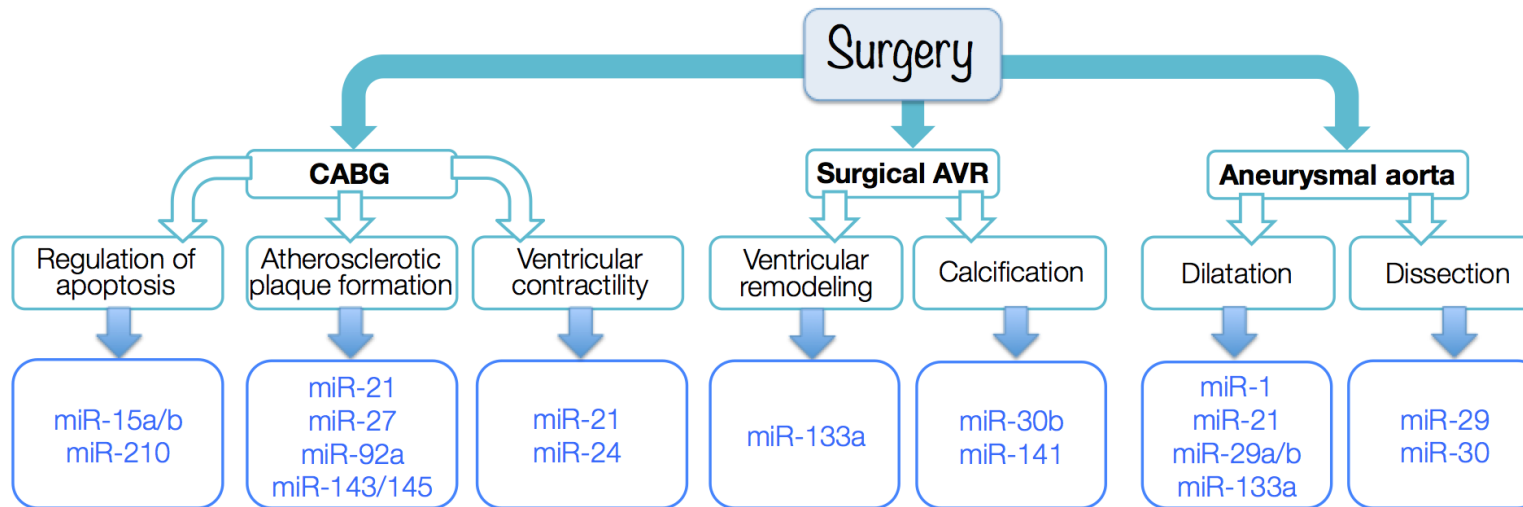 Surgery
CABG
Surgical AVR
Aneurysmal aorta
Regulation of
apoptosis
Atherosclerotic
plaque formation
Ventricular
contractility
Ventricular
remodeling
Calcification
Dilatation
Dissection
miR-15a/b
miR-210
miR-21
miR-27
miR-92a
miR-143/145
miR-21
miR-24
miR-133a
miR-30b
miR-141
miR-1
miR-21
miR-29a/b
miR-133a
miR-29
miR-30